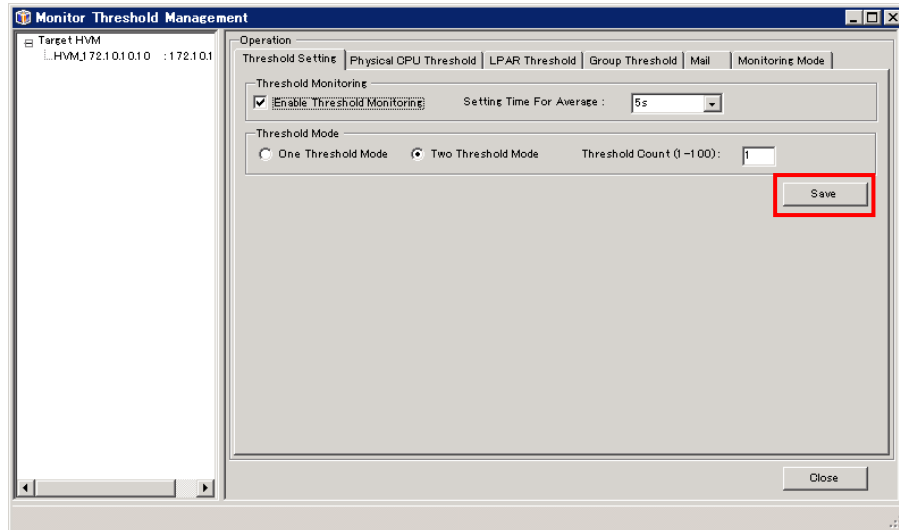 Monitor Threshold Management
Target HVM
HVM_172.10.10.10 :172.10.1
Operation
Threshold Setting Physical CPU Threshold LPAR Threshold Group Threshold Mail Monitoring Mode
Threshold Monitoring
Enable Threshold Monitoring Setting Time For Average : 5s
Threshold Mode
One Threshold Mode Two Threshold Mode Threshold Count (1-100): 1
Save
Close